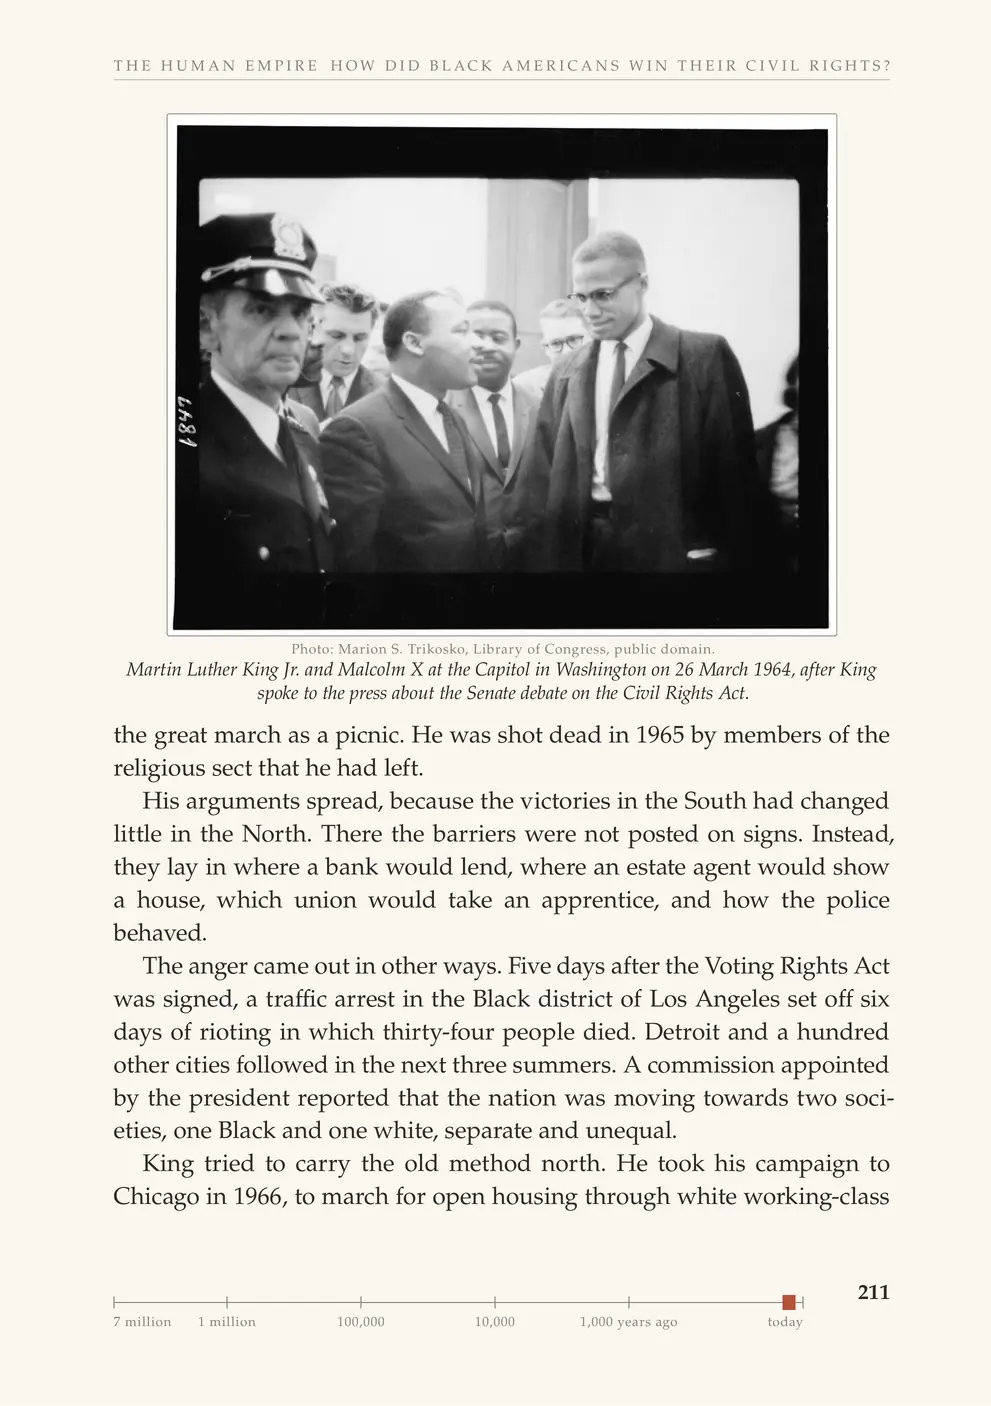 THE HUMAN EMPIRE HOW DID BLACK AMERICANS WIN THEIR CIVIL RIGHTS?
Photo: Marion S. Trikosko, Library of Congress, public domain.
Martin Luther King Jr. and Malcolm X at the Capitol in Washington on 26 March 1964, after King
spoke to the press about the Senate debate on the Civil Rights Act.
the great march as a picnic. He was shot dead in 1965 by members of the
religious sect that he had left.
His arguments spread, because the victories in the South had changed
little in the North. There the barriers were not posted on signs. Instead,
they lay in where a bank would lend, where an estate agent would show
a house, which union would take an apprentice, and how the police
behaved.
The anger came out in other ways. Five days after the Voting Rights Act
was signed, a traffic arrest in the Black district of Los Angeles set off six
days of rioting in which thirty-four people died. Detroit and a hundred
other cities followed in the next three summers. A commission appointed
by the president reported that the nation was moving towards two soci-
eties, one Black and one white, separate and unequal.
King tried to carry the old method north. He took his campaign to
Chicago in 1966, to march for open housing through white working-class
211
7 million 1 million 100,000 10,000 1,000 years ago today